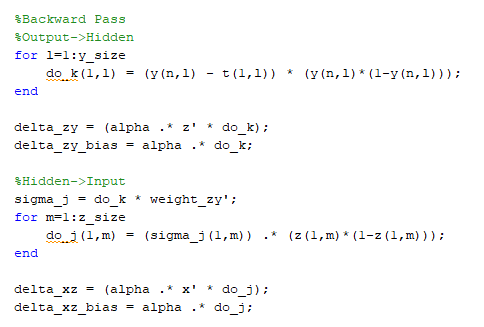 %Backward Pass
%Output->Hidden
for l=1:y_size
    do_k(1,l) = (y(n,l) - t(1,l)) * (y(n,l)*(1-y(n,l)));
end

delta_zy = (alpha .* z' * do_k);
delta_zy_bias = alpha .* do_k;

%Hidden->Input
sigma_j = do_k * weight_zy';
for m=1:z_size
    do_j(1,m) = (sigma_j(1,m)) .* (z(1,m)*(1-z(1,m)));
end

delta_xz = (alpha .* x' * do_j);
delta_xz_bias = alpha .* do_j;